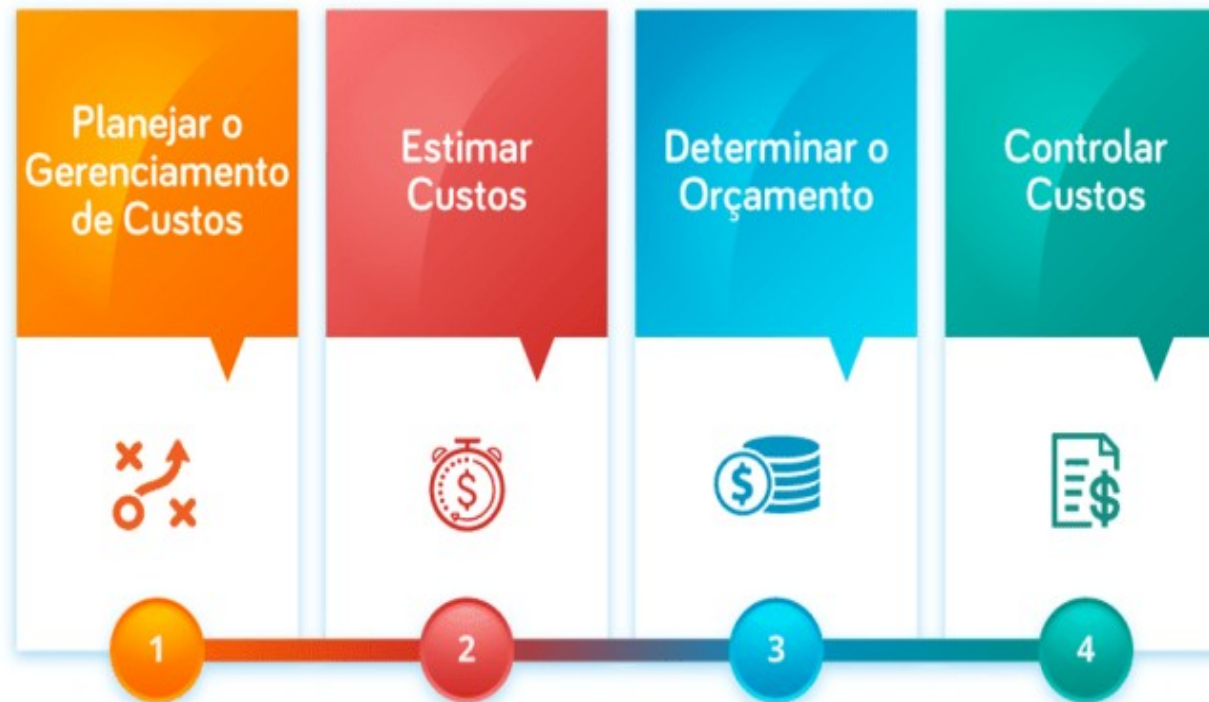 Planejar o
Gerenciamento
de Custos
Estimar
Custos
Determinar o
Orçamento
Controlar
Custos
$
$
$
1
2
3
4